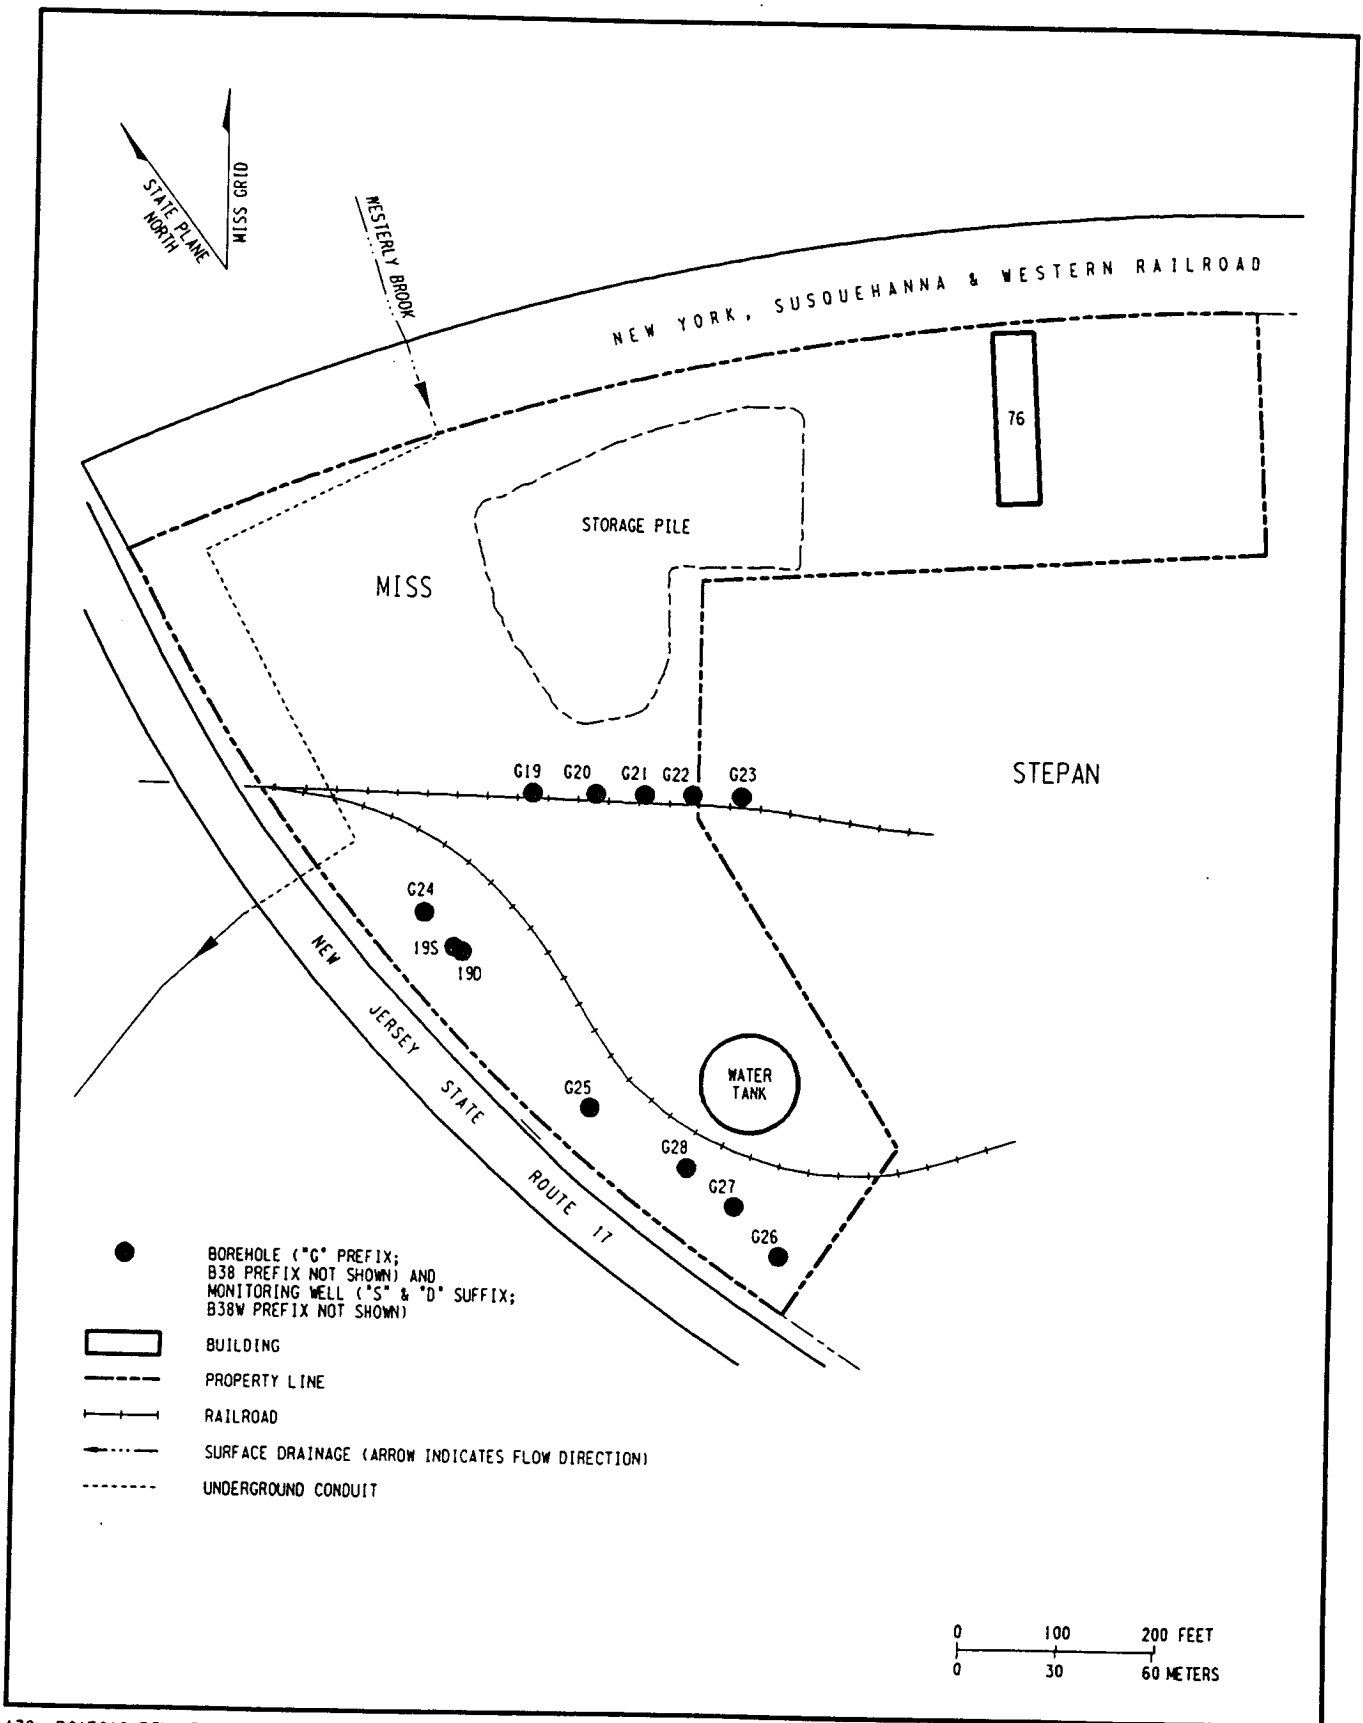 STATE PLANE
NORTH
MISS GRID
WESTERLY BROOK
NEW YORK, SUSQUEHANNA & WESTERN RAILROAD
76
STORAGE PILE
MISS
STEPAN
G19
G20
G21
G22
G23
G24
19S
19D
NEW JERSEY STATE ROUTE 17
G25
WATER
TANK
G28
G27
G26
BOREHOLE ("G" PREFIX;
B38 PREFIX NOT SHOWN) AND
MONITORING WELL ("S" & "D" SUFFIX;
B38W PREFIX NOT SHOWN)
BUILDING
PROPERTY LINE
RAILROAD
SURFACE DRAINAGE (ARROW INDICATES FLOW DIRECTION)
UNDERGROUND CONDUIT
0 100 200 FEET
0 30 60 METERS